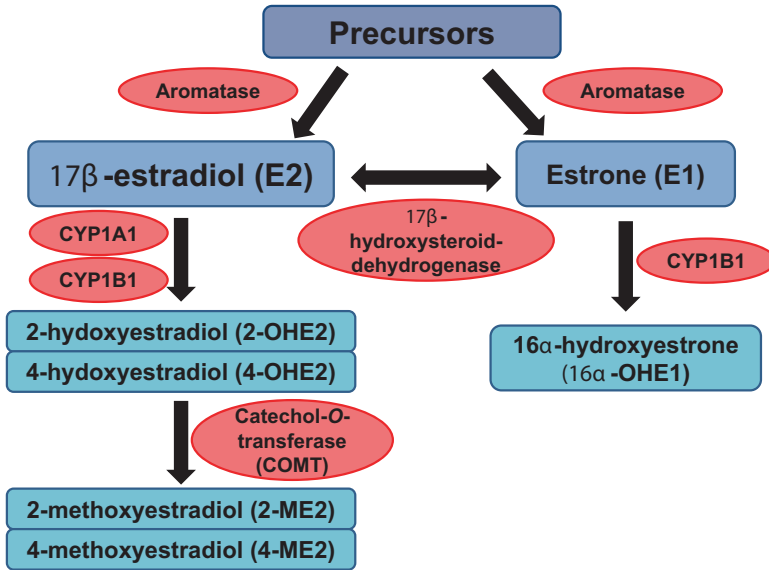 Precursors
Aromatase
Aromatase
17β-estradiol (E2)
Estrone (E1)
17β-
hydroxysteroid-
dehydrogenase
CYP1A1
CYP1B1
CYP1B1
2-hydoxyestradiol (2-OHE2)
4-hydoxyestradiol (4-OHE2)
16α-hydroxyestrone
(16α-OHE1)
Catechol-O-
transferase
(COMT)
2-methoxyestradiol (2-ME2)
4-methoxyestradiol (4-ME2)